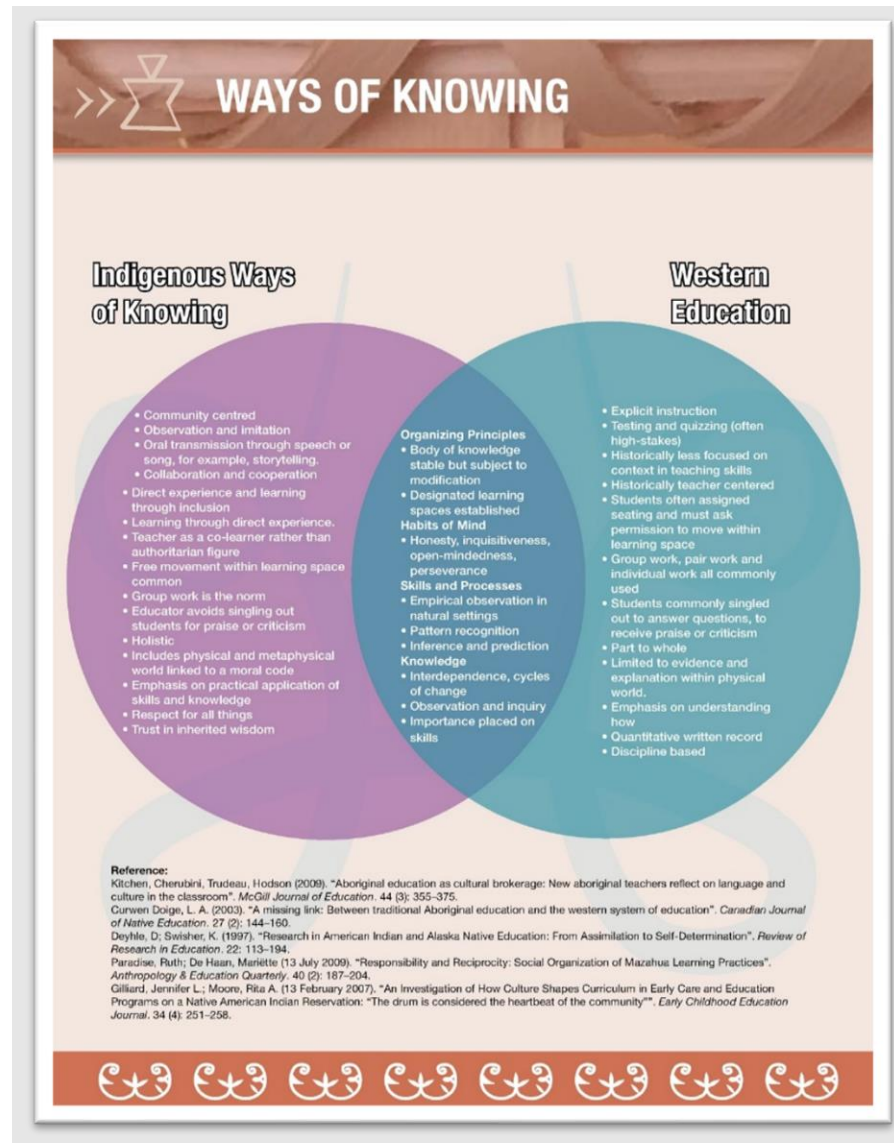 WAYS OF KNOWING
Indigenous Ways
of Knowing
• Community centred
• Observation and imitation
• Oral transmission through speech or
song, for example, storytelling.
• Collaboration and cooperation
• Direct experience and learning
through inclusion
• Learning through direct experience.
• Teacher as a co-learner rather than
authoritarian figure
• Free movement within learning space
common
• Group work is the norm
• Educator avoids singling out
students for praise or criticism
• Holistic
• Includes physical and metaphysical
world linked to a moral code
• Emphasis on practical application of
skills and knowledge
• Respect for all things
• Trust in inherited wisdom
Organizing Principles
• Body of knowledge
stable but subject to
modification
• Designated learning
spaces established
Habits of Mind
• Honesty, inquisitiveness,
open-mindedness,
perseverance
Skills and Processes
• Empirical observation in
natural settings
• Pattern recognition
• Inference and prediction
Knowledge
• Interdependence, cycles
of change
• Observation and inquiry
• Importance placed on
skills
Western
Education
• Explicit instruction
• Testing and quizzing (often
high-stakes)
• Historically less focused on
context in teaching skills
• Historically teacher centered
• Students often assigned
seating and must ask
permission to move within
learning space
• Group work, pair work and
individual work all commonly
used
• Students commonly singled
out to answer questions, to
receive praise or criticism
• Part to whole
• Limited to evidence and
explanation within physical
world.
• Emphasis on understanding
how
• Quantitative written record
• Discipline based
Reference:
Kitchen, Cherubini, Trudeau, Hodson (2009). "Aboriginal education as cultural brokerage: New aboriginal teachers reflect on language and
culture in the classroom". McGill Journal of Education. 44 (3): 355–375.
Curwen Doige, L. A. (2003). "A missing link: Between traditional Aboriginal education and the western system of education". Canadian Journal
of Native Education. 27 (2): 144–160.
Deyhle, D; Swisher, K. (1997). "Research in American Indian and Alaska Native Education: From Assimilation to Self-Determination". Review of
Research in Education. 22: 113–194.
Paradise, Ruth; De Haan, Mariëtte (13 July 2009). "Responsibility and Reciprocity: Social Organization of Mazahua Learning Practices".
Anthropology & Education Quarterly. 40 (2): 187–204.
Gilliard, Jennifer L.; Moore, Rita A. (13 February 2007). "An Investigation of How Culture Shapes Curriculum in Early Care and Education
Programs on a Native American Indian Reservation: "The drum is considered the heartbeat of the community"". Early Childhood Education
Journal. 34 (4): 251–258.